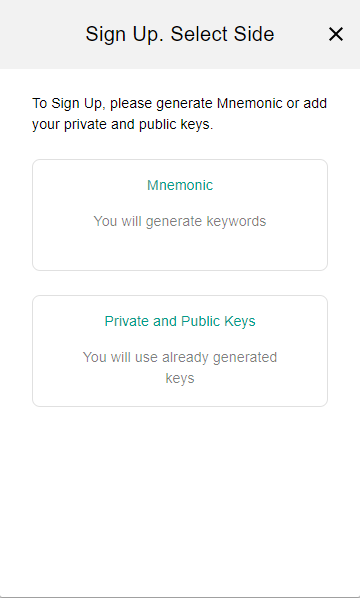 Sign Up. Select Side
To Sign Up, please generate Mnemonic or add
your private and public keys.
Mnemonic
You will generate keywords
Private and Public Keys
You will use already generated
keys